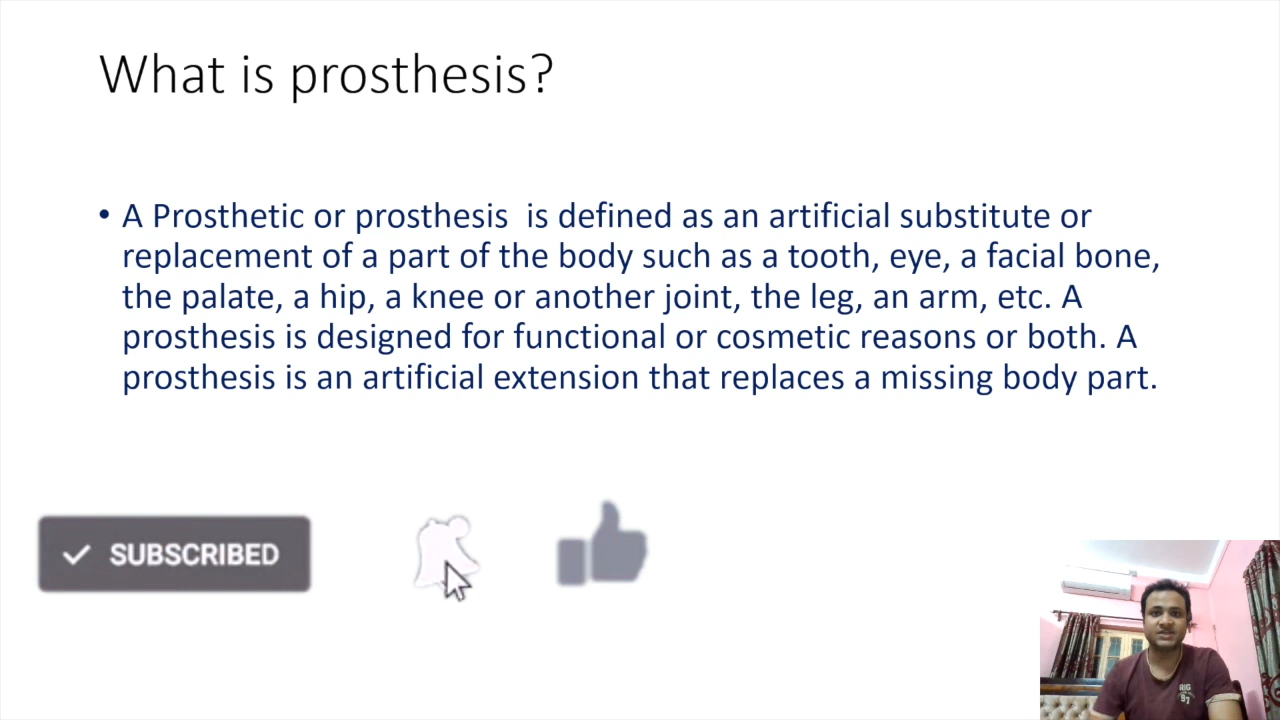 What is prosthesis?
• A Prosthetic or prosthesis  is defined as an artificial substitute or
replacement of a part of the body such as a tooth, eye, a facial bone,
the palate, a hip, a knee or another joint, the leg, an arm, etc. A
prosthesis is designed for functional or cosmetic reasons or both. A
prosthesis is an artificial extension that replaces a missing body part.
SUBSCRIBED